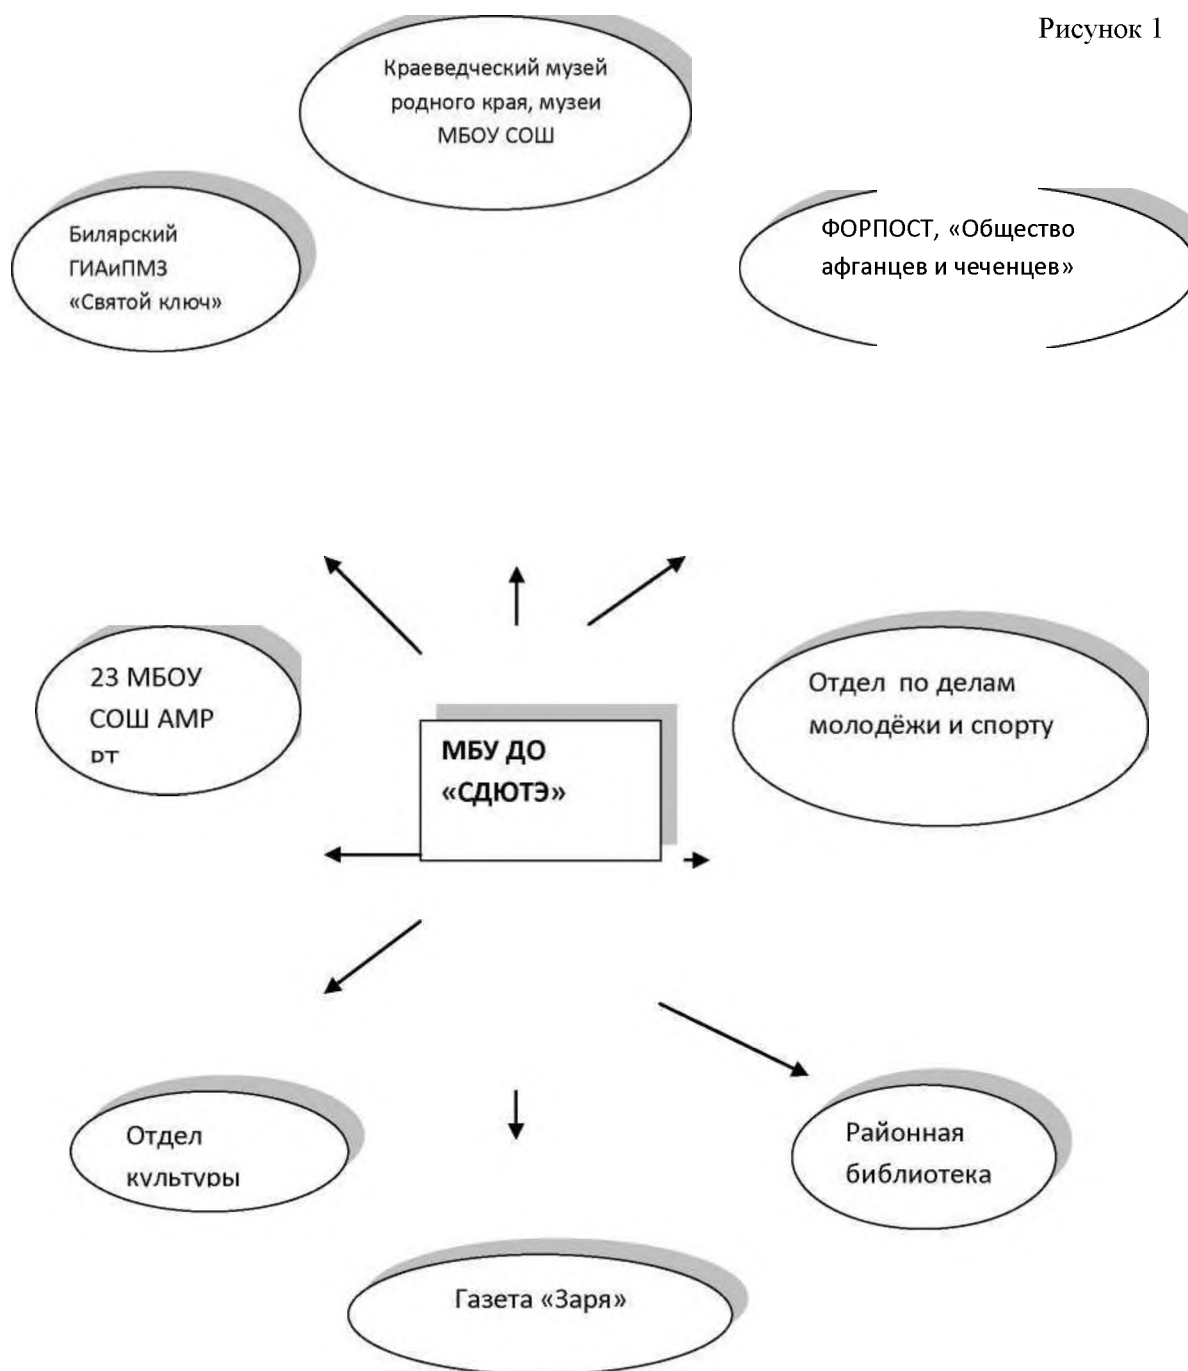 Рисунок 1
Краеведческий музей
родного края, музеи
МБОУ СОШ
Билярский
ГИАиПМЗ
«Святой ключ»
ФОРПОСТ, «Общество
афганцев и чеченцев»
23 МБОУ
СОШ АМР
РТ
МБУ ДО
«СДЮТЭ»
Отдел по делам
молодёжи и спорту
Отдел
культуры
Районная
библиотека
Газета «Заря»